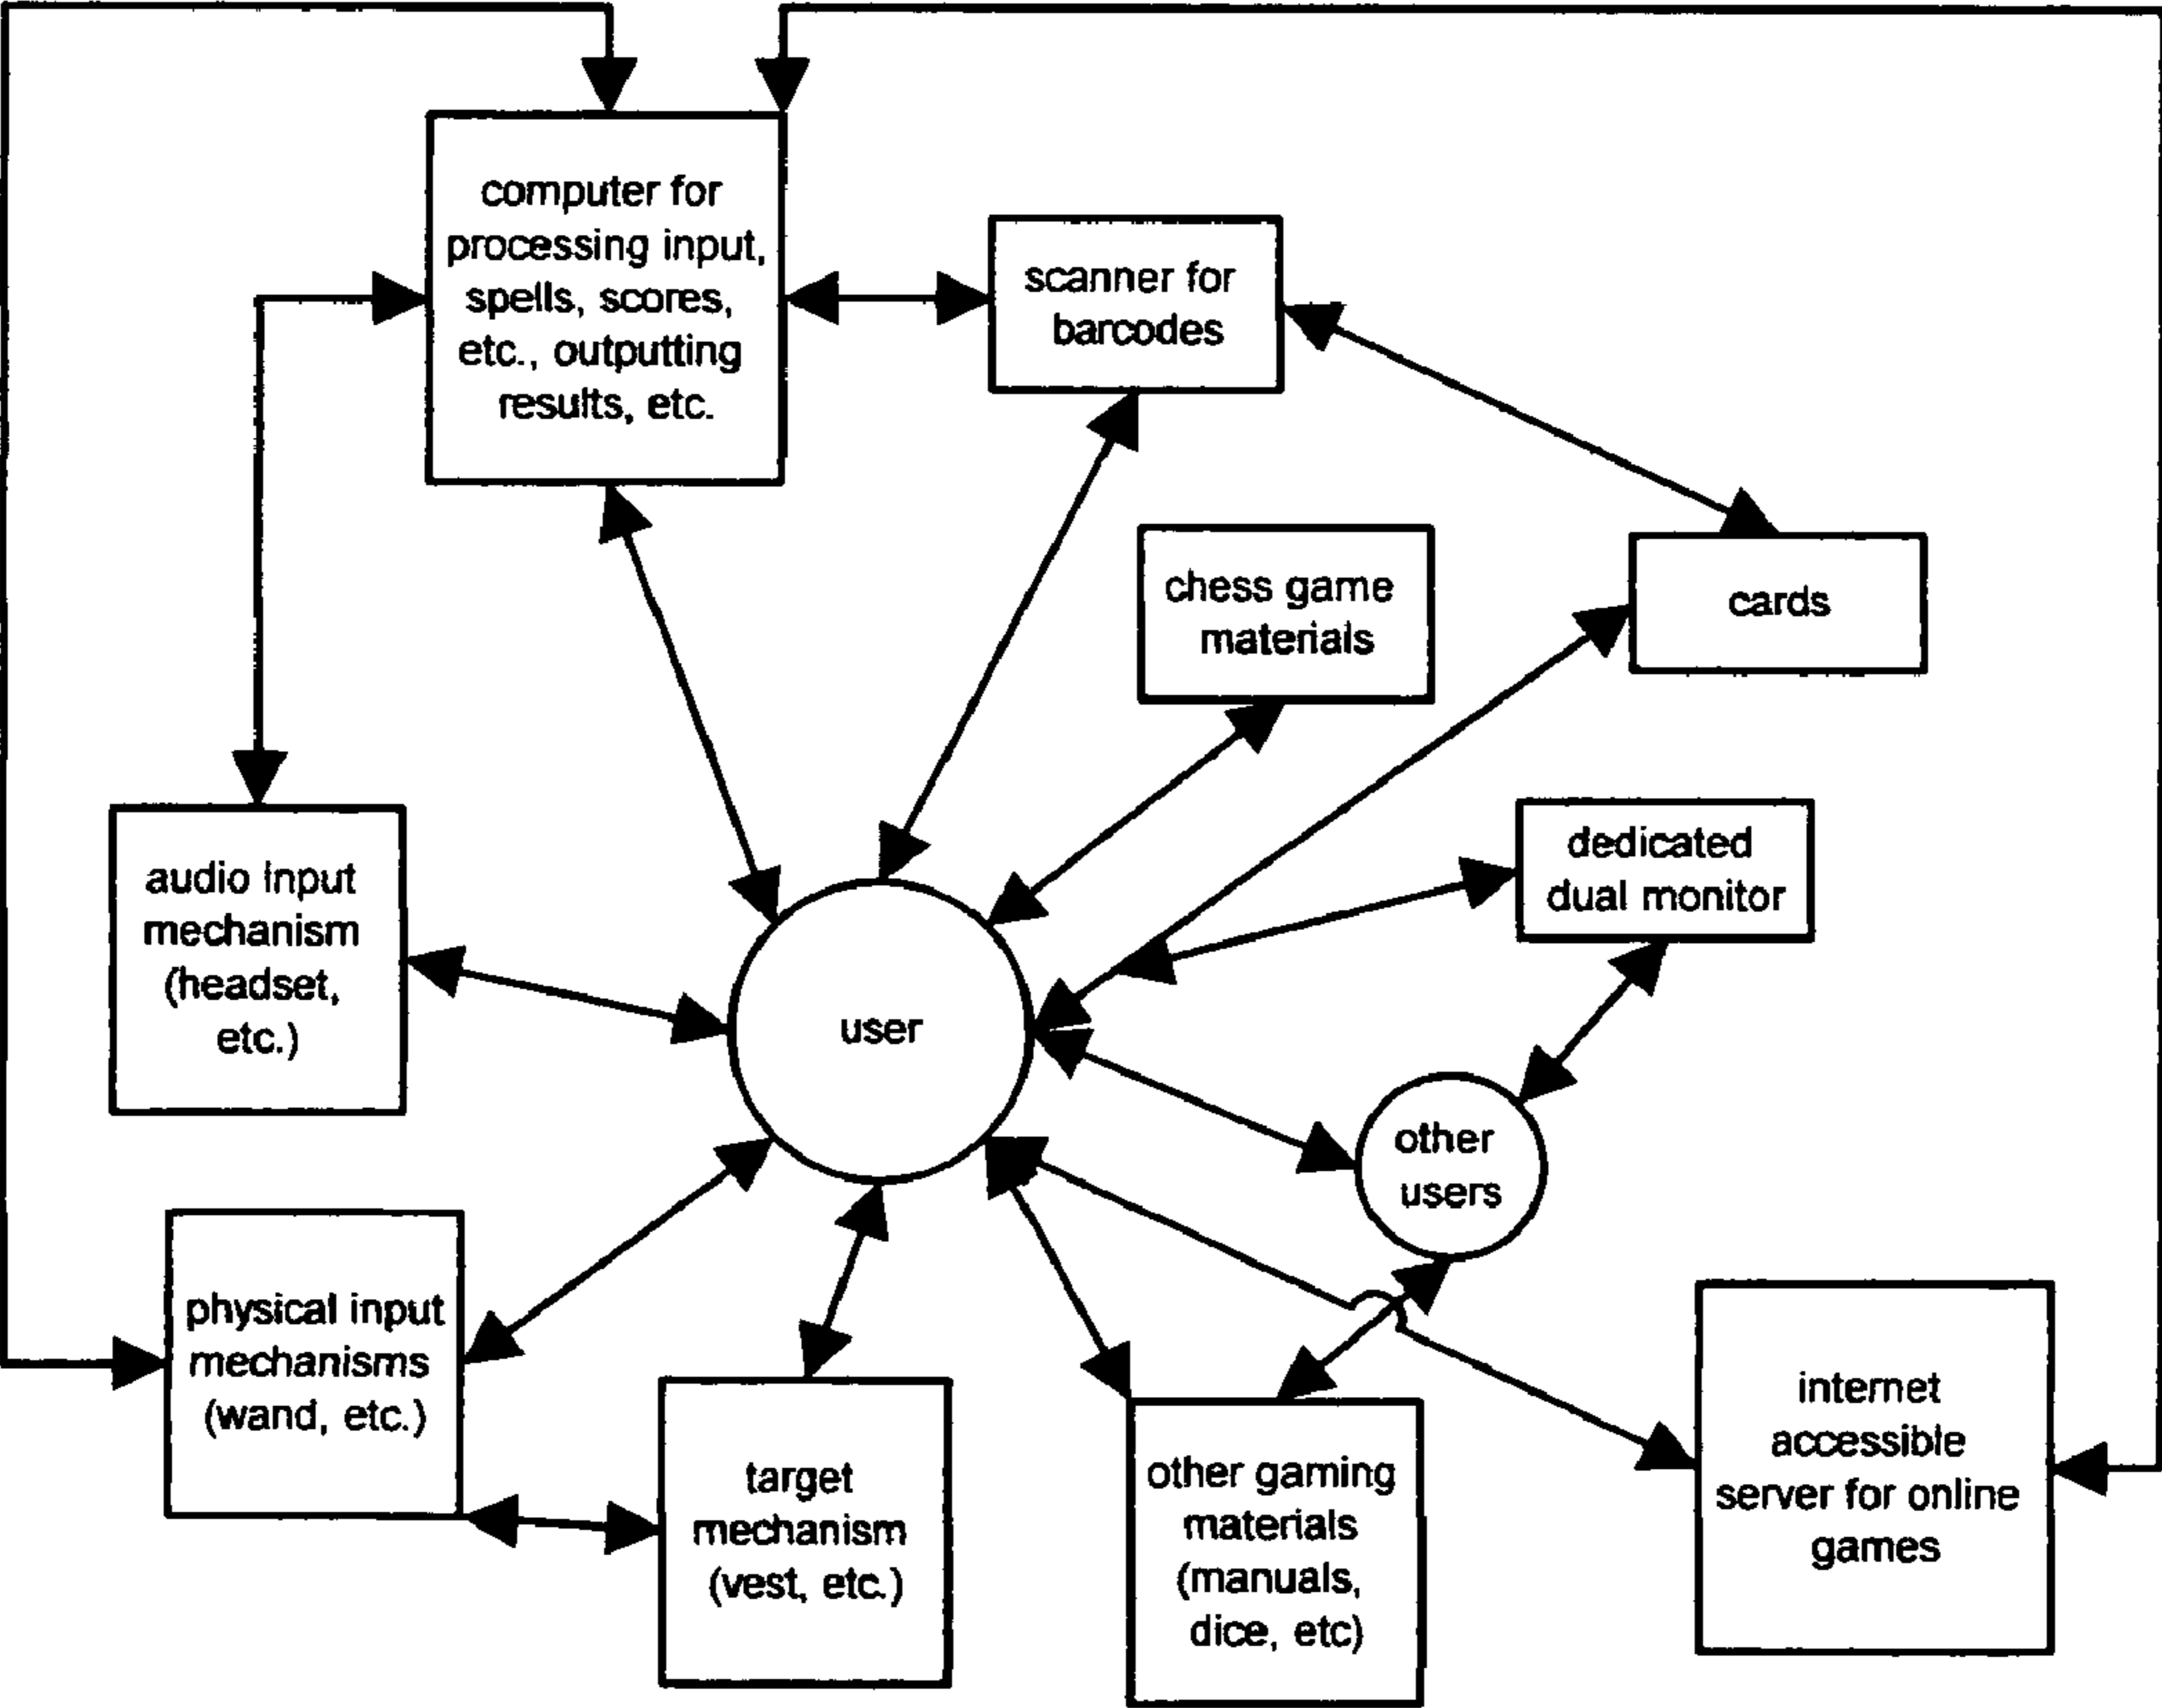 computer for
processing input,
spells, scores,
etc., outputting
results, etc.
scanner for
barcodes
chess game
materials
cards
dedicated
dual monitor
audio input
mechanism
(headset,
etc.)
user
other
users
physical input
mechanisms
(wand, etc.)
target
mechanism
(vest, etc.)
other gaming
materials
(manuals,
dice, etc)
internet
accessible
server for online
games